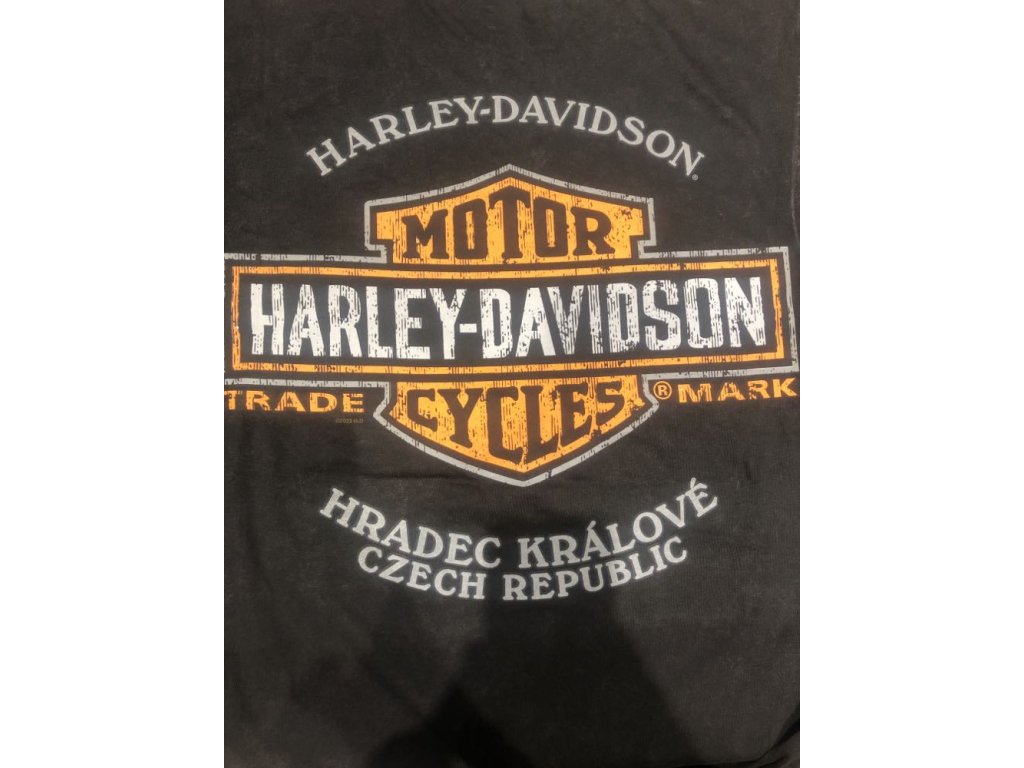 HARLEY-DAVIDSON®
MOTOR
HARLEY-DAVIDSON
CYCLES
TRADE ® MARK
HRADEC KRÁLOVÉ
CZECH REPUBLIC